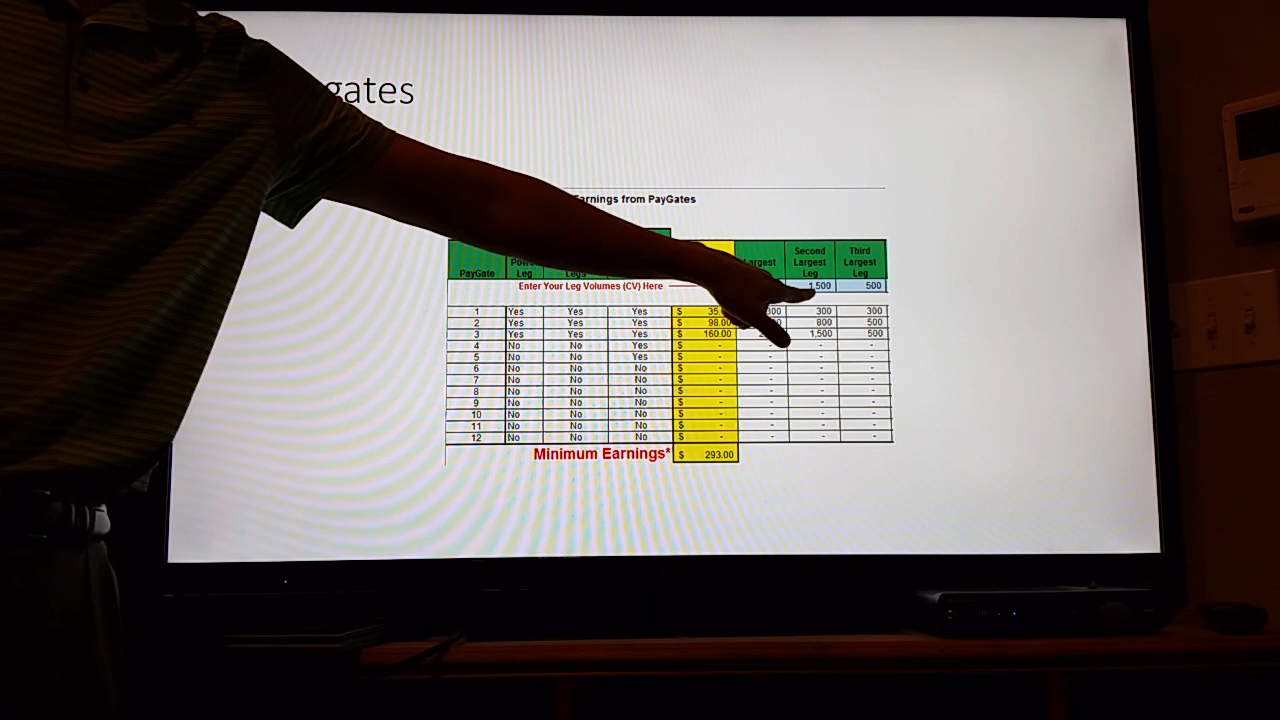 gates
Earnings from PayGates
PayGate Leg Legs Largest Second Largest Leg Third Largest Leg
Enter Your Leg Volumes (CV) Here 1,500 500
1 Yes Yes Yes $ 300 300
2 Yes Yes Yes $ 98.00 800 500
3 Yes Yes Yes $ 160.00 1,500 500
4 No No Yes $ - - - -
5 No No Yes $ - - - -
6 No No No $ - - - -
7 No No No $ - - - -
8 No No No $ - - - -
9 No No No $ - - - -
10 No No No $ - - - -
11 No No No $ - - - -
12 No No No $ - - - -
Minimum Earnings* $ 293.00